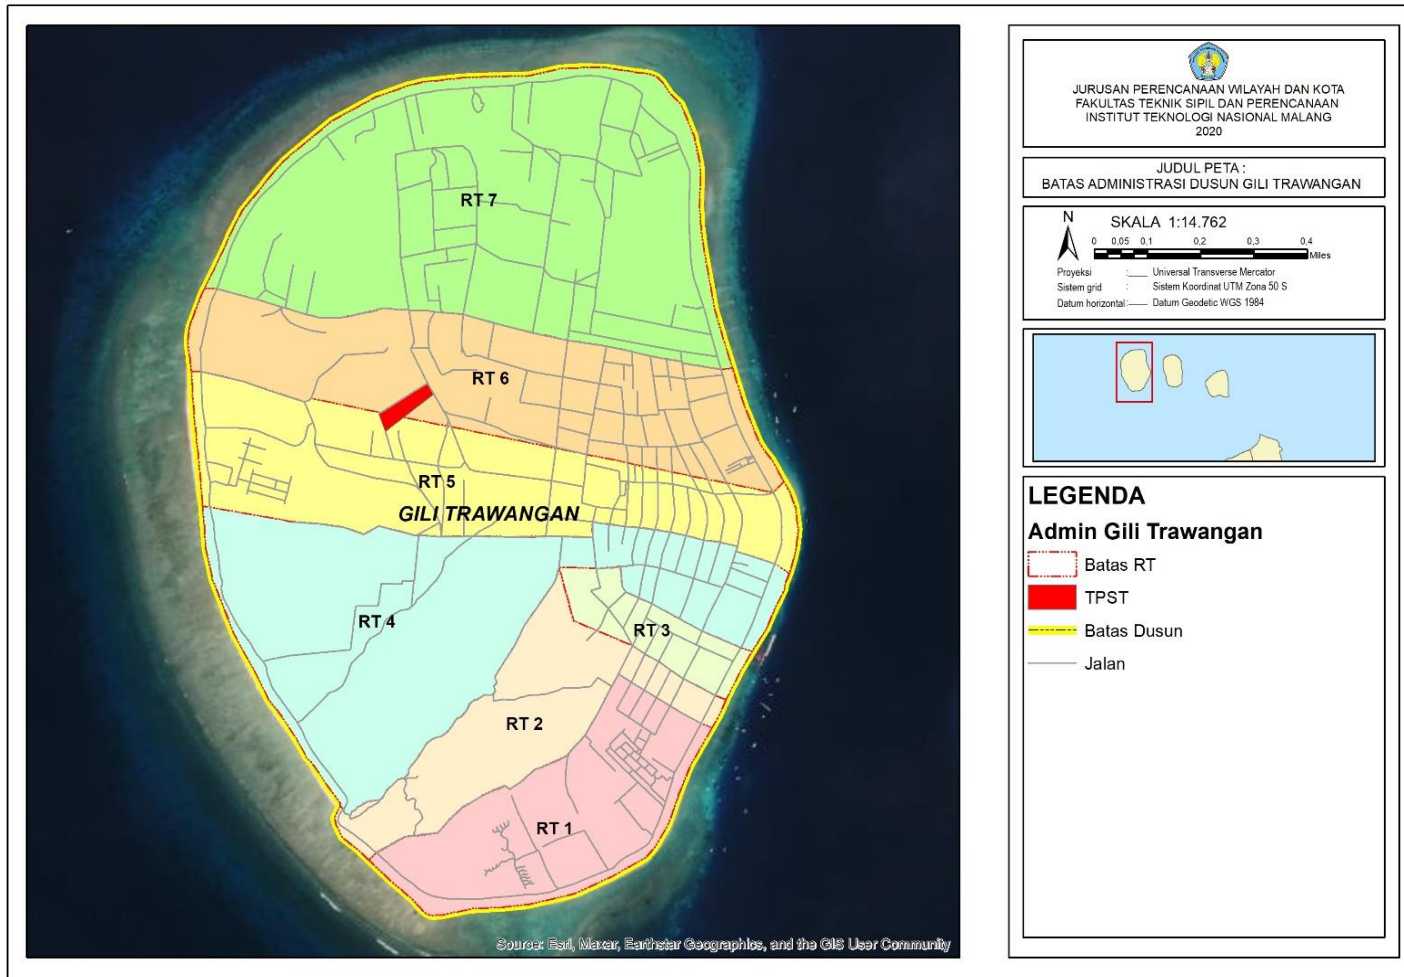 RT 7
RT 6
RT 5
GILI TRAWANGAN
RT 4
RT 3
RT 2
RT 1
Source: Esri, Maxar, Earthstar Geographics, and the GIS User Community
JURUSAN PERENCANAAN WILAYAH DAN KOTA
FAKULTAS TEKNIK SIPIL DAN PERENCANAAN
INSTITUT TEKNOLOGI NASIONAL MALANG
2020
JUDUL PETA :
BATAS ADMINISTRASI DUSUN GILI TRAWANGAN
N
SKALA 1:14.762
0 0,05 0,1 0,2 0,3 0,4
Miles
Proyeksi :____ Universal Transverse Mercator
Sistem grid : Sistem Koordinat UTM Zona 50 S
Datum horizontal:____ Datum Geodetic WGS 1984
LEGENDA
Admin Gili Trawangan
Batas RT
TPST
Batas Dusun
Jalan